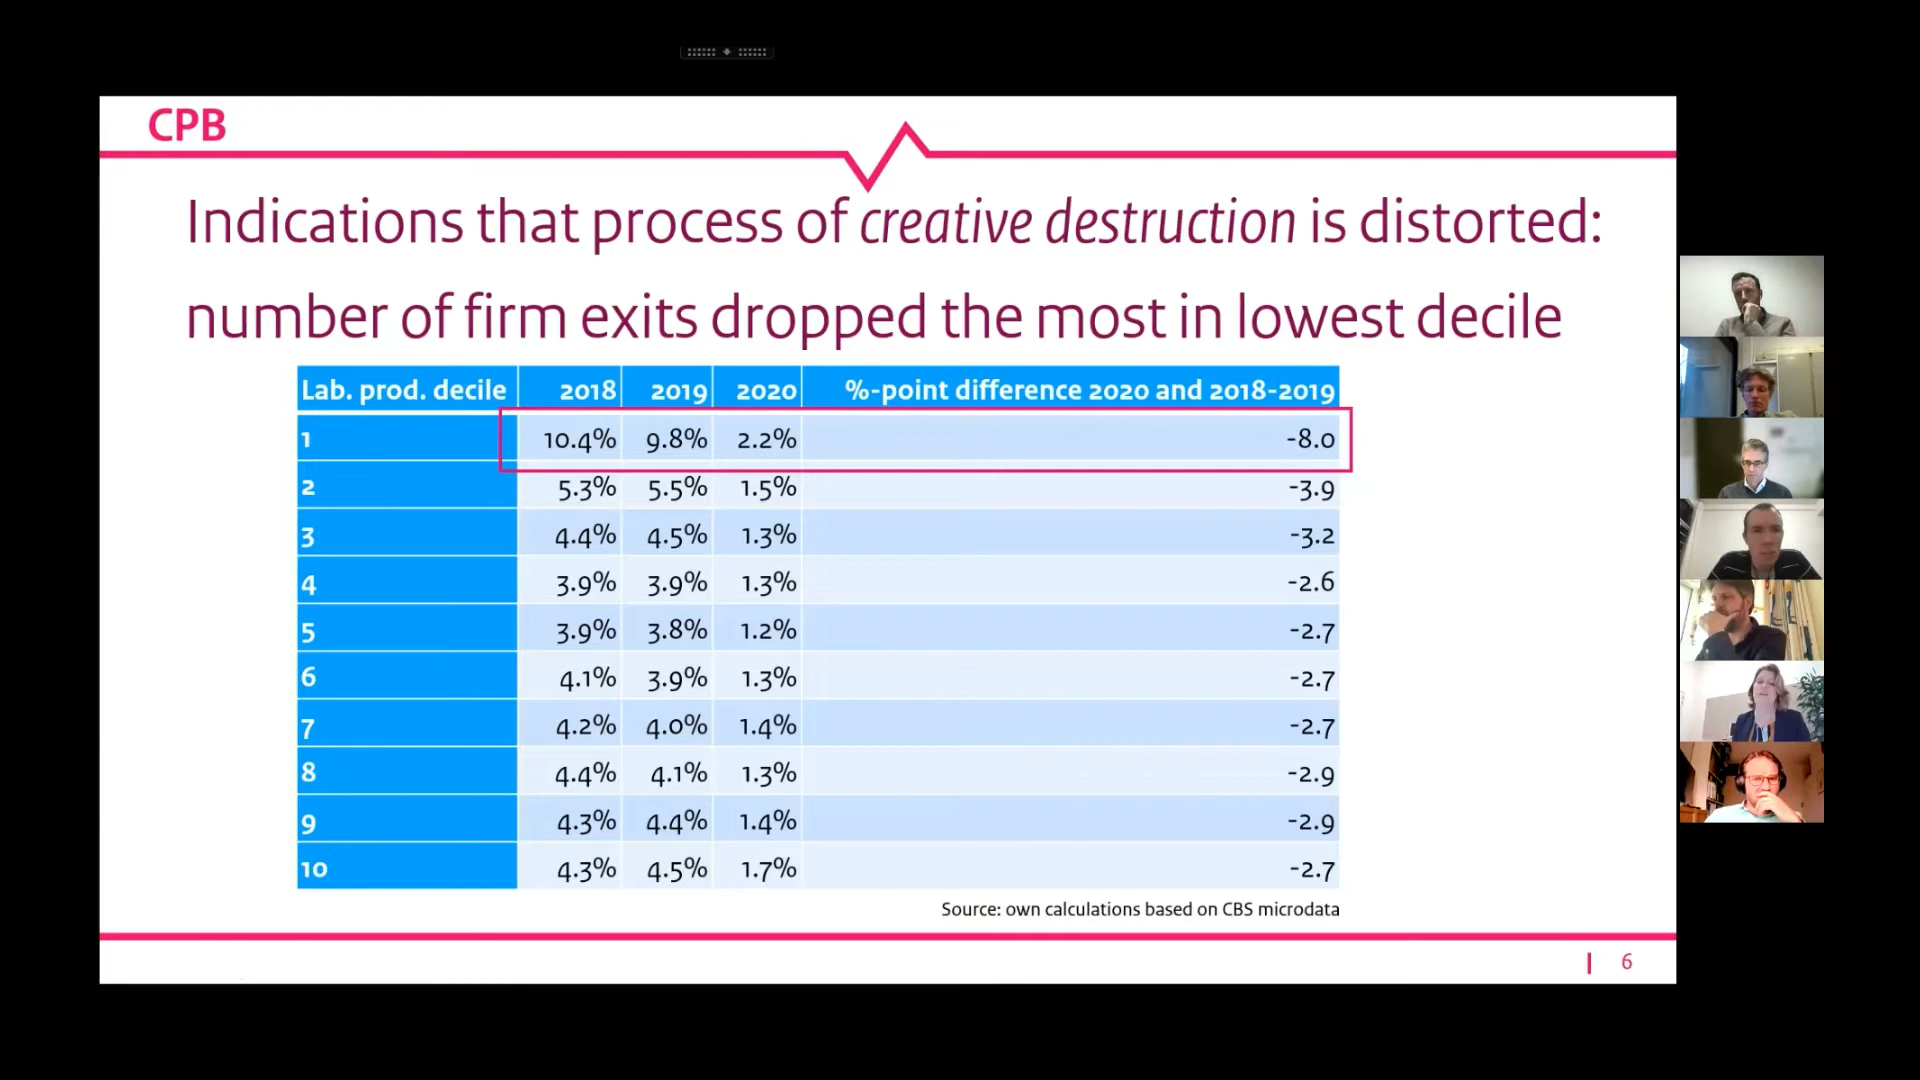 CPB
Indications that process of creative destruction is distorted:
number of firm exits dropped the most in lowest decile
Lab. prod. decile 2018 2019 2020 %-point difference 2020 and 2018-2019
1 10.4% 9.8% 2.2% -8.0
2 5.3% 5.5% 1.5% -3.9
3 4.4% 4.5% 1.3% -3.2
4 3.9% 3.9% 1.3% -2.6
5 3.9% 3.8% 1.2% -2.7
6 4.1% 3.9% 1.3% -2.7
7 4.2% 4.0% 1.4% -2.7
8 4.4% 4.1% 1.3% -2.9
9 4.3% 4.4% 1.4% -2.9
10 4.3% 4.5% 1.7% -2.7
Source: own calculations based on CBS microdata
6